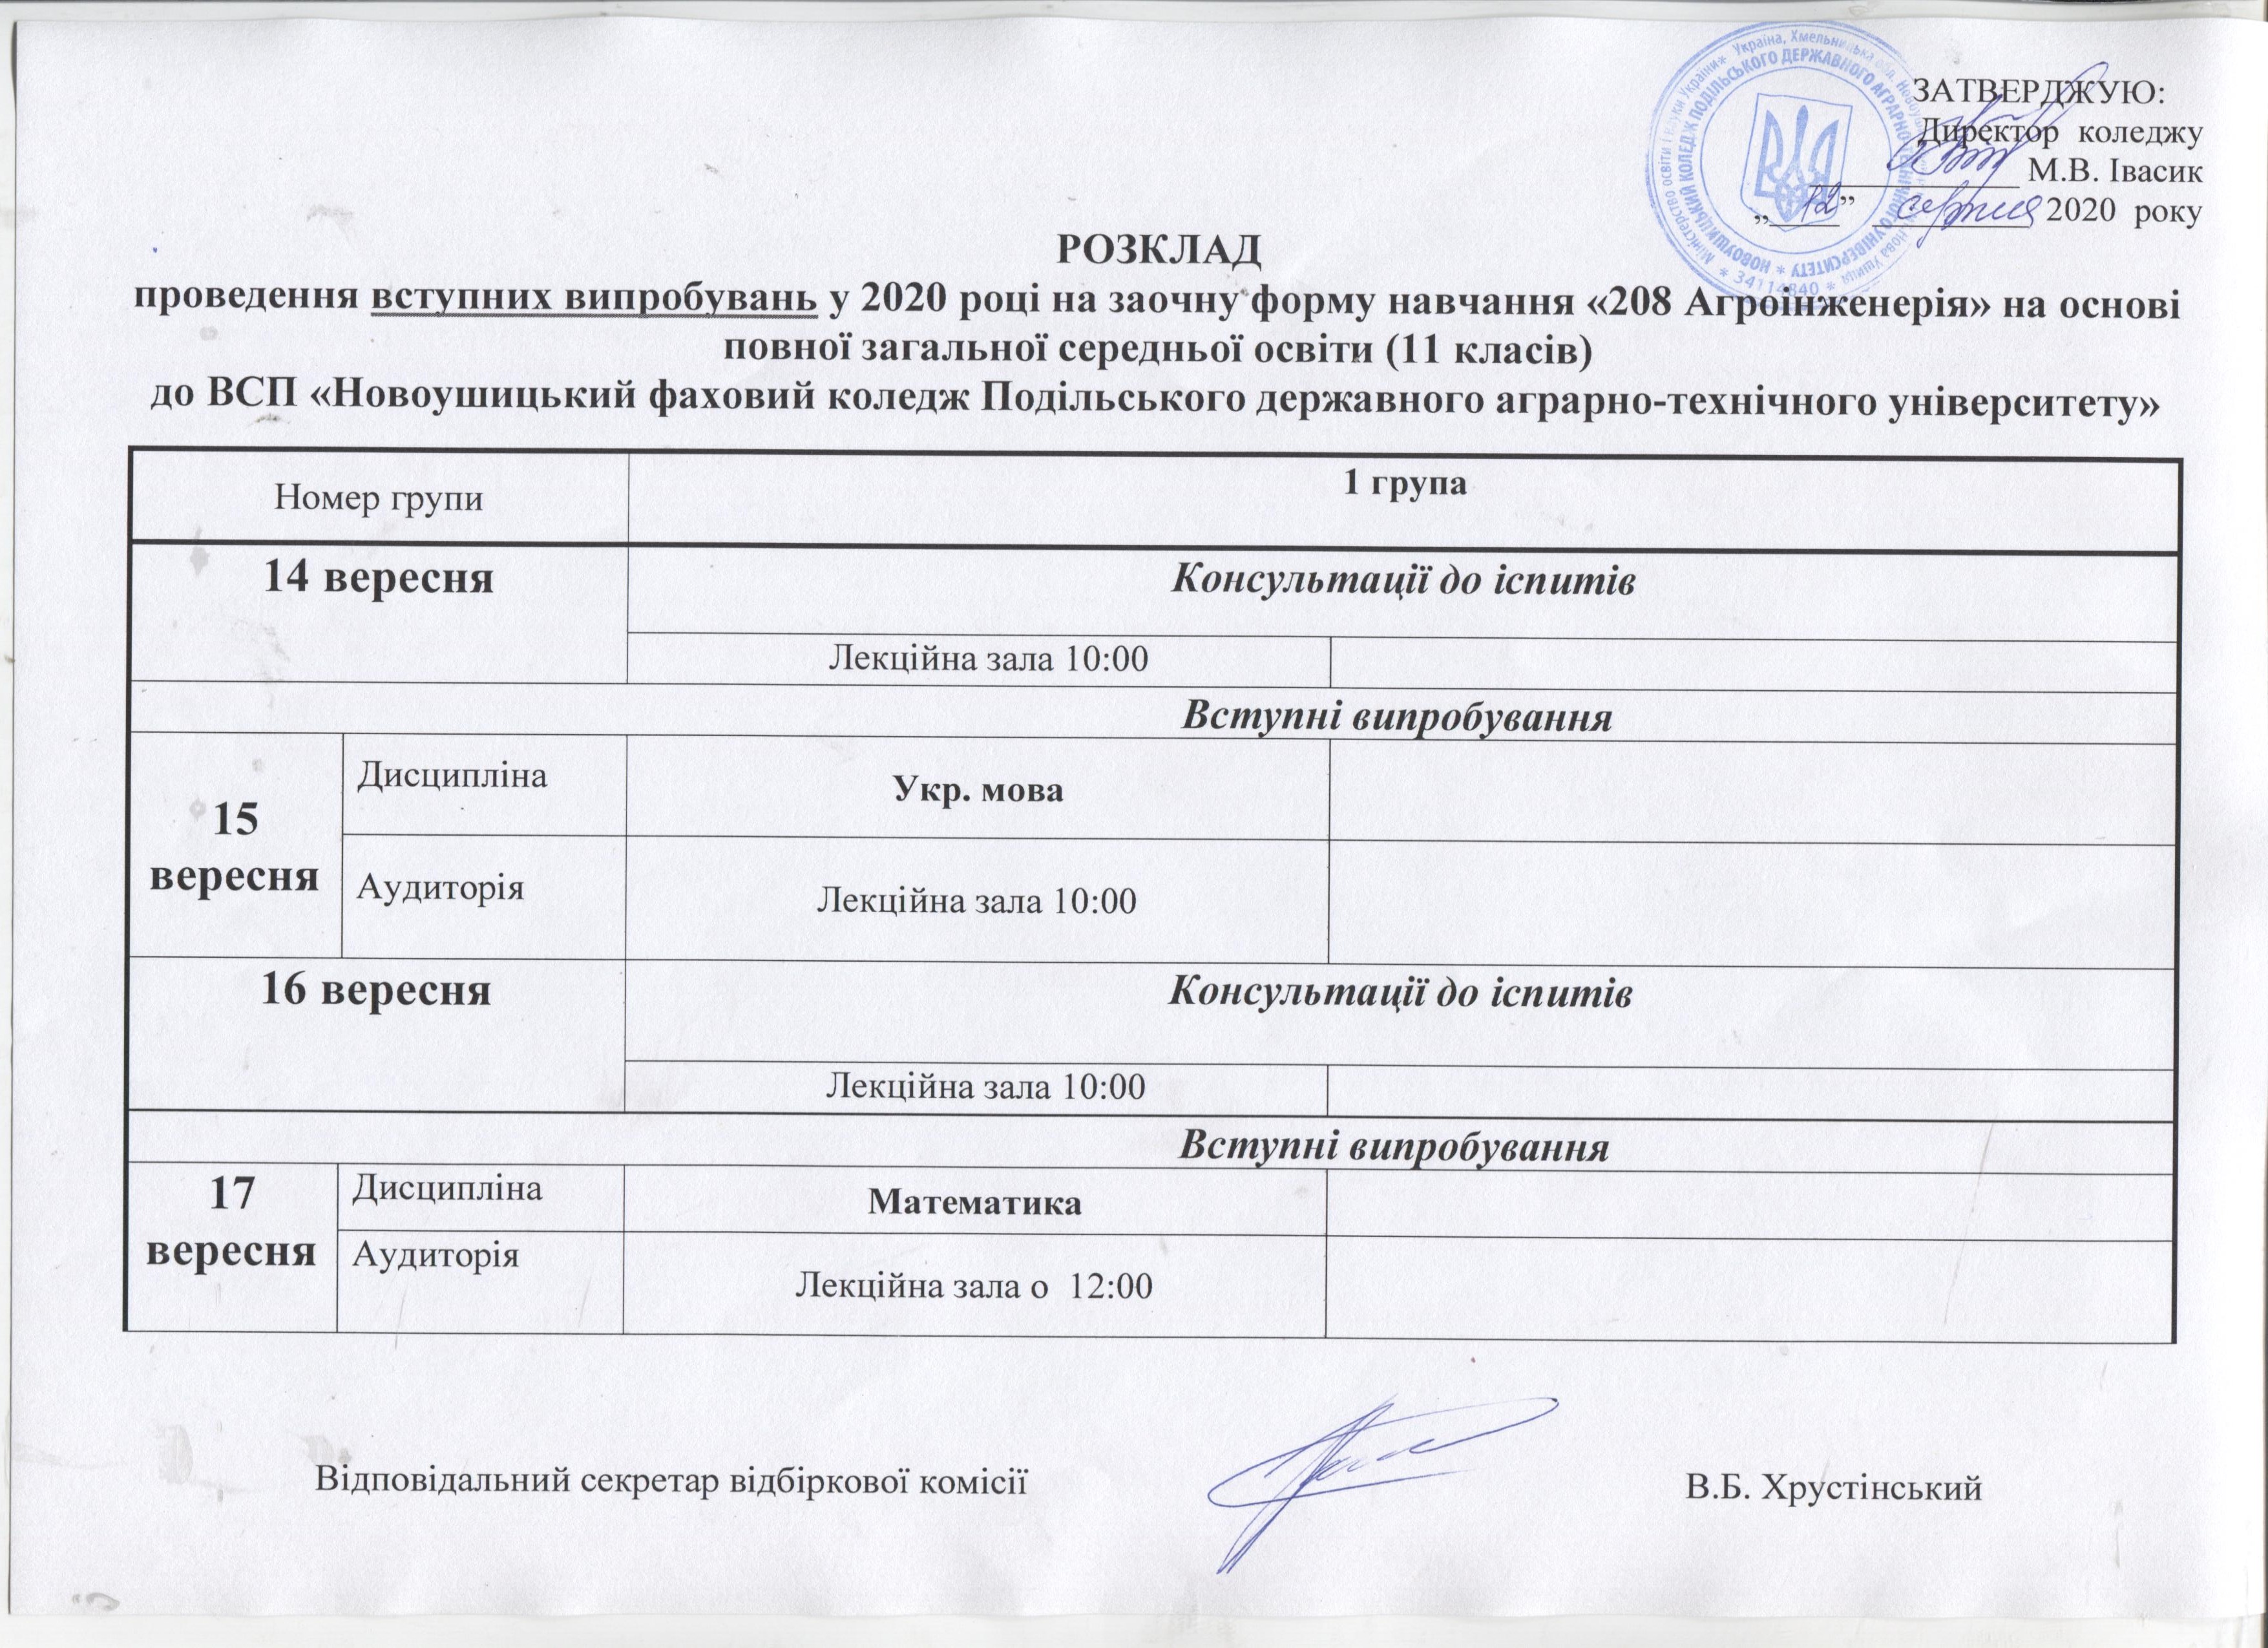 ЗАТВЕРДЖУЮ:
Директор коледжу
М.В. Івасик
„12” серпня 2020 року
Міністерство освіти і науки України * Україна, Хмельницька обл.
НОВОУШИЦЬКИЙ КОЛЕДЖ ПОДІЛЬСЬКОГО ДЕРЖАВНОГО АГРАРНО-ТЕХНІЧНОГО УНІВЕРСИТЕТУ
* 34114840 *
РОЗКЛАД
проведення вступних випробувань у 2020 році на заочну форму навчання «208 Агроінженерія» на основі
повної загальної середньої освіти (11 класів)
до ВСП «Новоушицький фаховий коледж Подільського державного аграрно-технічного університету»
Номер групи 1 група
14 вересня Консультації до іспитів
Лекційна зала 10:00
Вступні випробування
15 вересня
Дисципліна Укр. мова
Аудиторія Лекційна зала 10:00
16 вересня Консультації до іспитів
Лекційна зала 10:00
Вступні випробування
17 вересня
Дисципліна Математика
Аудиторія Лекційна зала о 12:00
Відповідальний секретар відбіркової комісії В.Б. Хрустінський